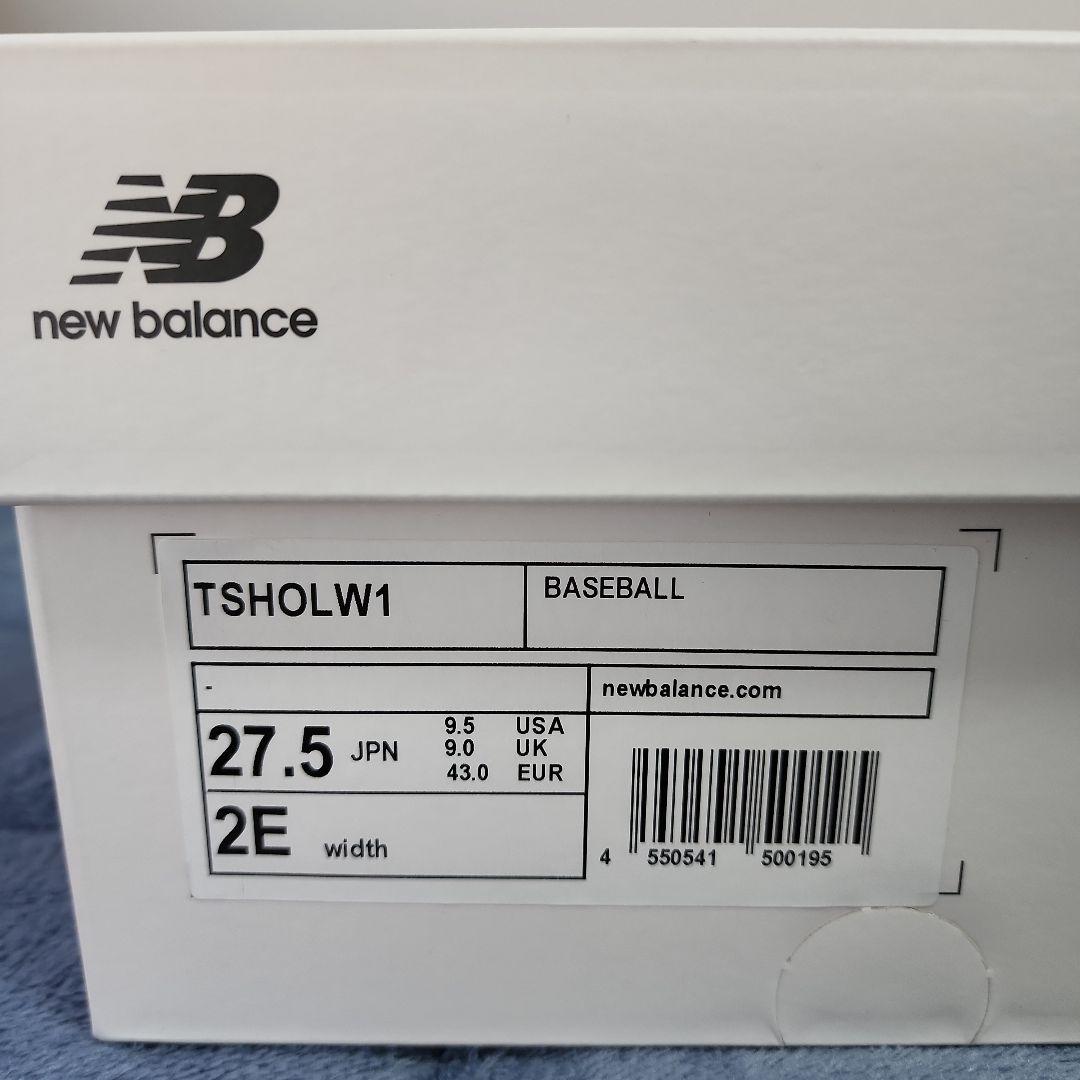 NB
new balance
TSHOLW1
BASEBALL
-
newbalance.com
27.5 JPN
9.5 USA
9.0 UK
43.0 EUR
2E width
4 550541 500195